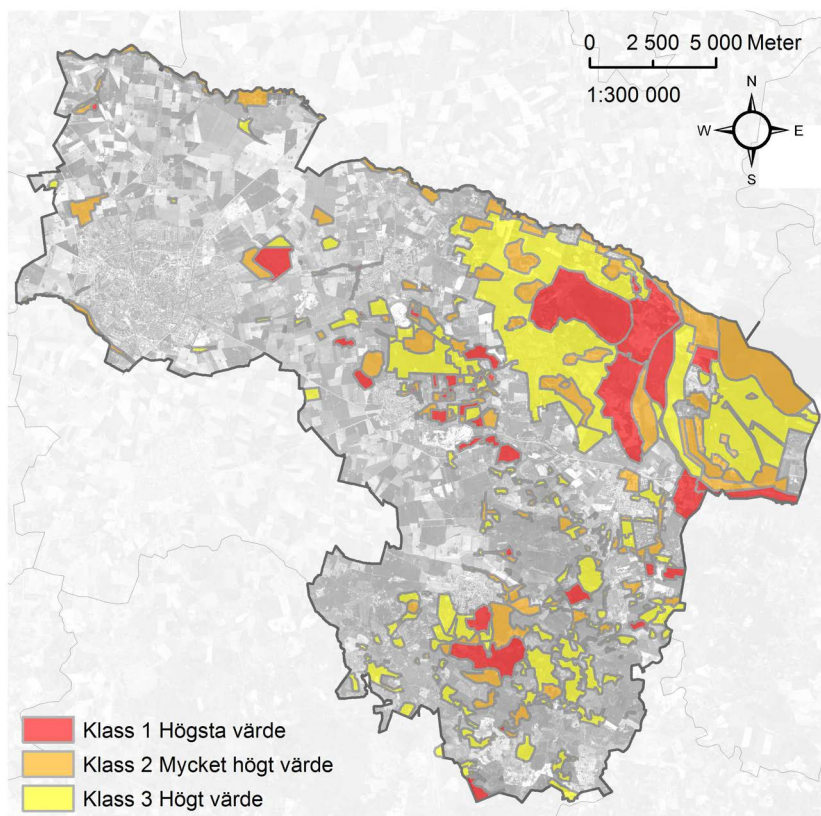 0 2 500 5 000 Meter
1:300 000
N
W E
S
Klass 1 Högsta värde
Klass 2 Mycket högt värde
Klass 3 Högt värde